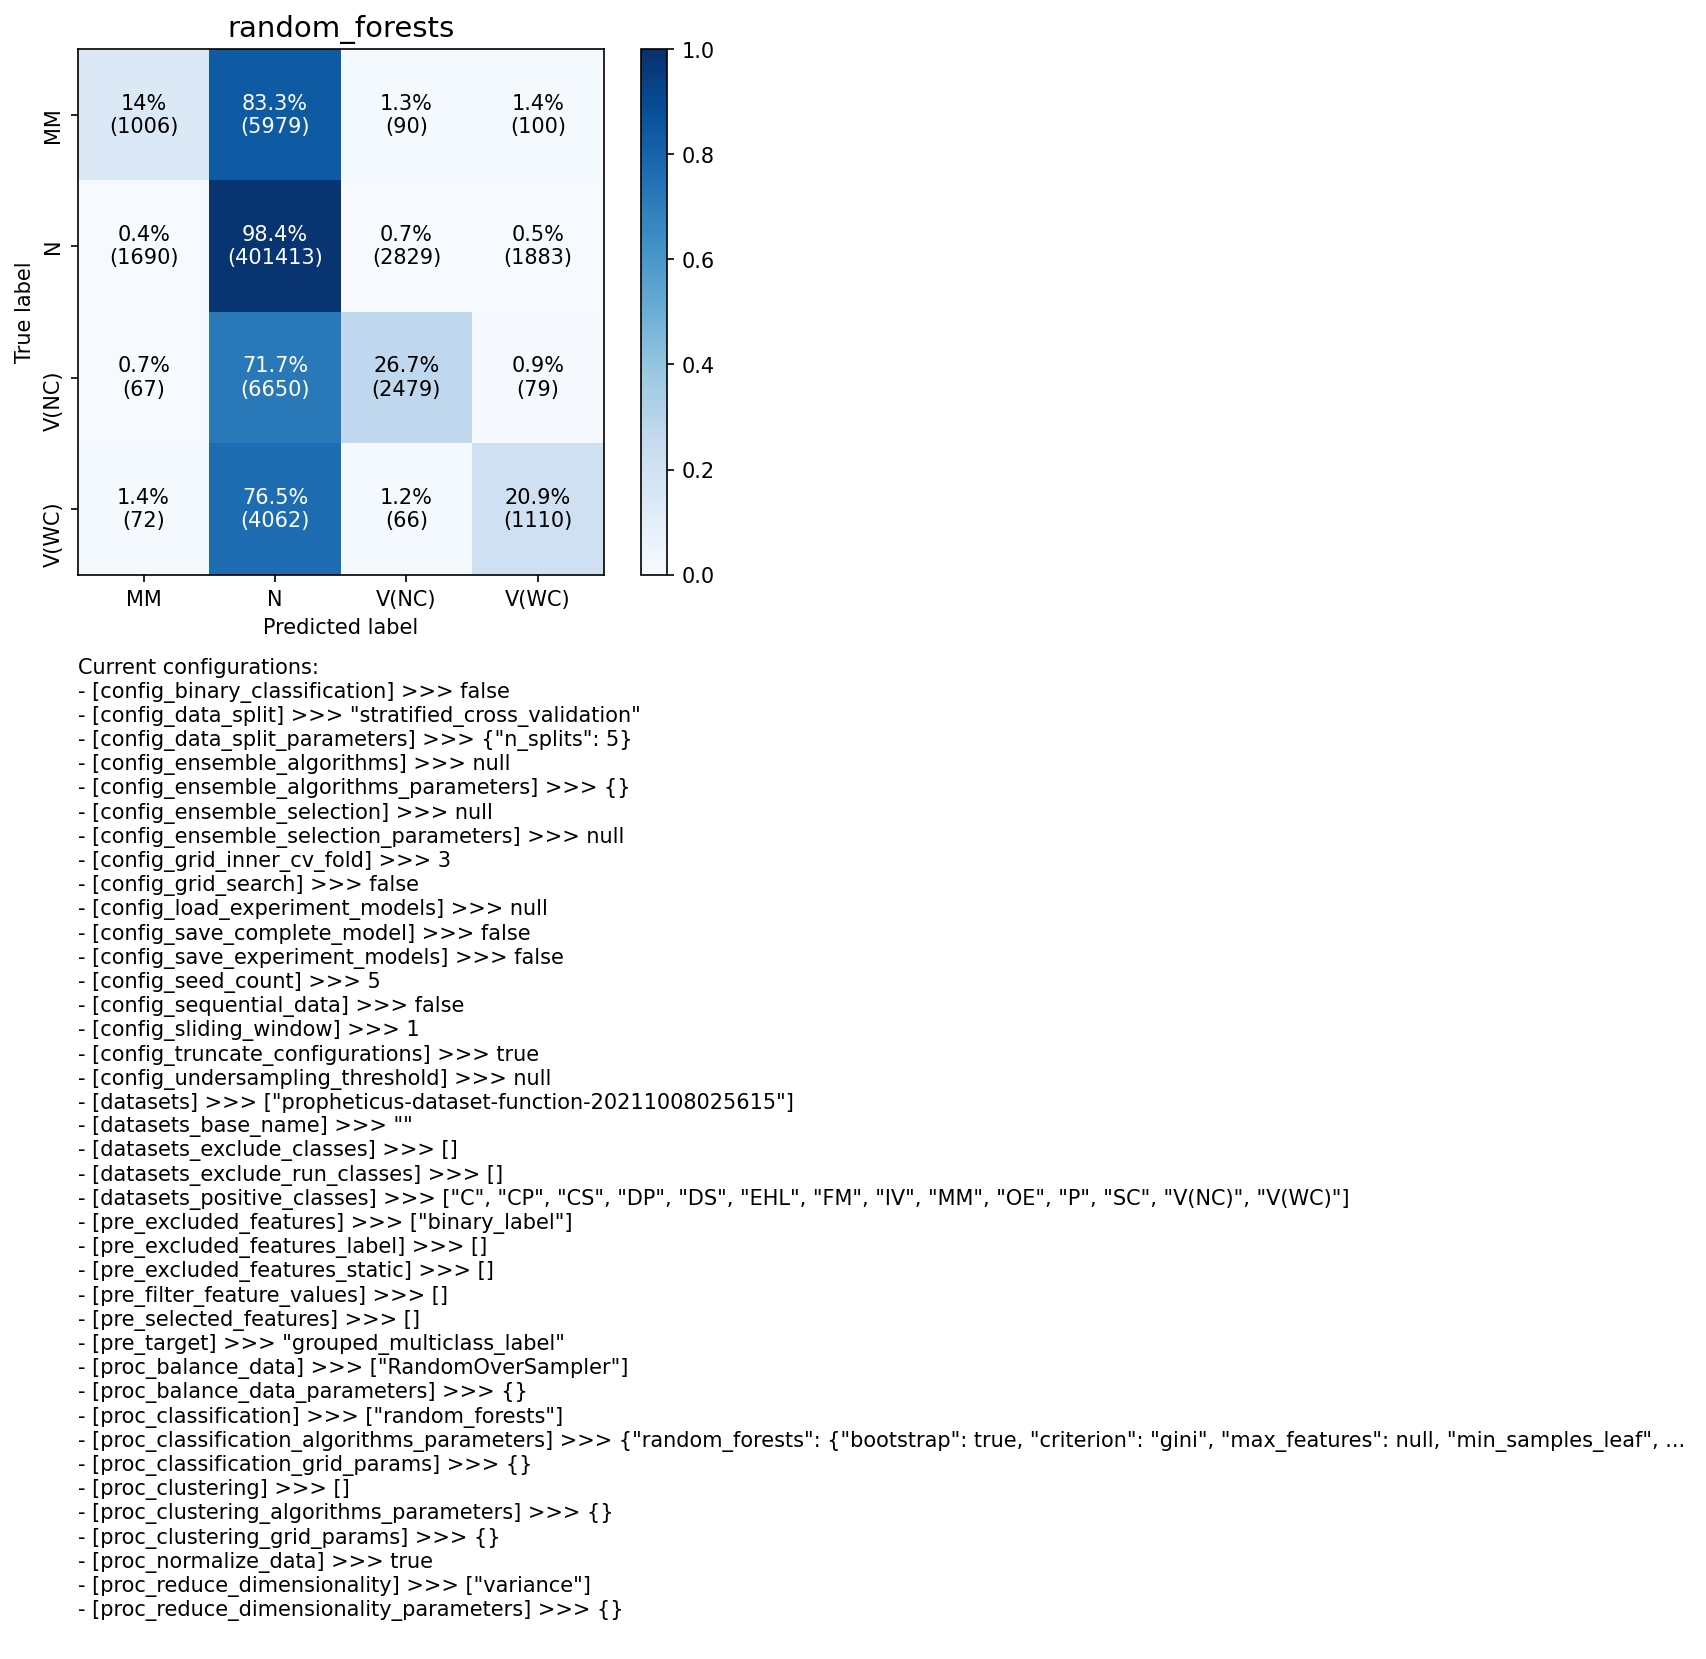 random_forests
14% 83.3% 1.3% 1.4%
(1006) (5979) (90) (100)
0.4% 98.4% 0.7% 0.5%
(1690) (401413) (2829) (1883)
0.7% 71.7% 26.7% 0.9%
(67) (6650) (2479) (79)
1.4% 76.5% 1.2% 20.9%
(72) (4062) (66) (1110)
True label
MM
N
V(NC)
V(WC)
MM N V(NC) V(WC)
Predicted label
1.0
0.8
0.6
0.4
0.2
0.0
Current configurations:
- [config_binary_classification] >>> false
- [config_data_split] >>> "stratified_cross_validation"
- [config_data_split_parameters] >>> {"n_splits": 5}
- [config_ensemble_algorithms] >>> null
- [config_ensemble_algorithms_parameters] >>> {}
- [config_ensemble_selection] >>> null
- [config_ensemble_selection_parameters] >>> null
- [config_grid_inner_cv_fold] >>> 3
- [config_grid_search] >>> false
- [config_load_experiment_models] >>> null
- [config_save_complete_model] >>> false
- [config_save_experiment_models] >>> false
- [config_seed_count] >>> 5
- [config_sequential_data] >>> false
- [config_sliding_window] >>> 1
- [config_truncate_configurations] >>> true
- [config_undersampling_threshold] >>> null
- [datasets] >>> ["propheticus-dataset-function-20211008025615"]
- [datasets_base_name] >>> ""
- [datasets_exclude_classes] >>> []
- [datasets_exclude_run_classes] >>> []
- [datasets_positive_classes] >>> ["C", "CP", "CS", "DP", "DS", "EHL", "FM", "IV", "MM", "OE", "P", "SC", "V(NC)", "V(WC)"]
- [pre_excluded_features] >>> ["binary_label"]
- [pre_excluded_features_label] >>> []
- [pre_excluded_features_static] >>> []
- [pre_filter_feature_values] >>> []
- [pre_selected_features] >>> []
- [pre_target] >>> "grouped_multiclass_label"
- [proc_balance_data] >>> ["RandomOverSampler"]
- [proc_balance_data_parameters] >>> {}
- [proc_classification] >>> ["random_forests"]
- [proc_classification_algorithms_parameters] >>> {"random_forests": {"bootstrap": true, "criterion": "gini", "max_features": null, "min_samples_leaf", ...
- [proc_classification_grid_params] >>> {}
- [proc_clustering] >>> []
- [proc_clustering_algorithms_parameters] >>> {}
- [proc_clustering_grid_params] >>> {}
- [proc_normalize_data] >>> true
- [proc_reduce_dimensionality] >>> ["variance"]
- [proc_reduce_dimensionality_parameters] >>> {}